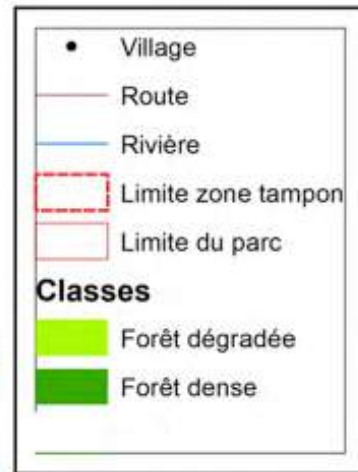 Village
Route
Rivière
Limite zone tampon
Limite du parc
Classes
Forêt dégradée
Forêt dense